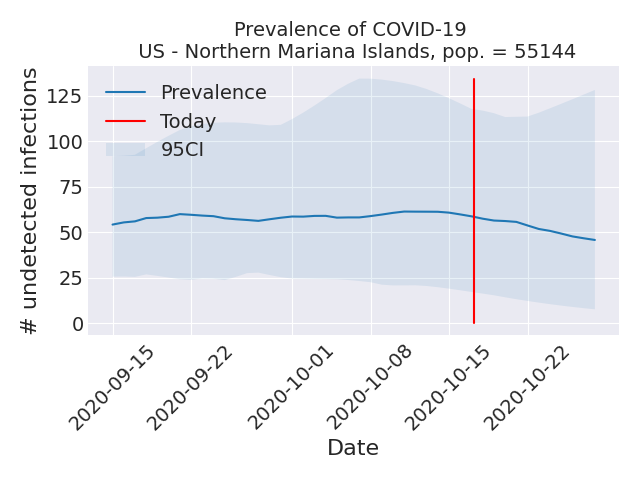 Prevalence of COVID-19
US - Northern Mariana Islands, pop. = 55144
# undetected infections
125
100
75
50
25
0
Prevalence
Today
95CI
2020-09-15
2020-09-22
2020-10-01
2020-10-08
2020-10-15
2020-10-22
Date